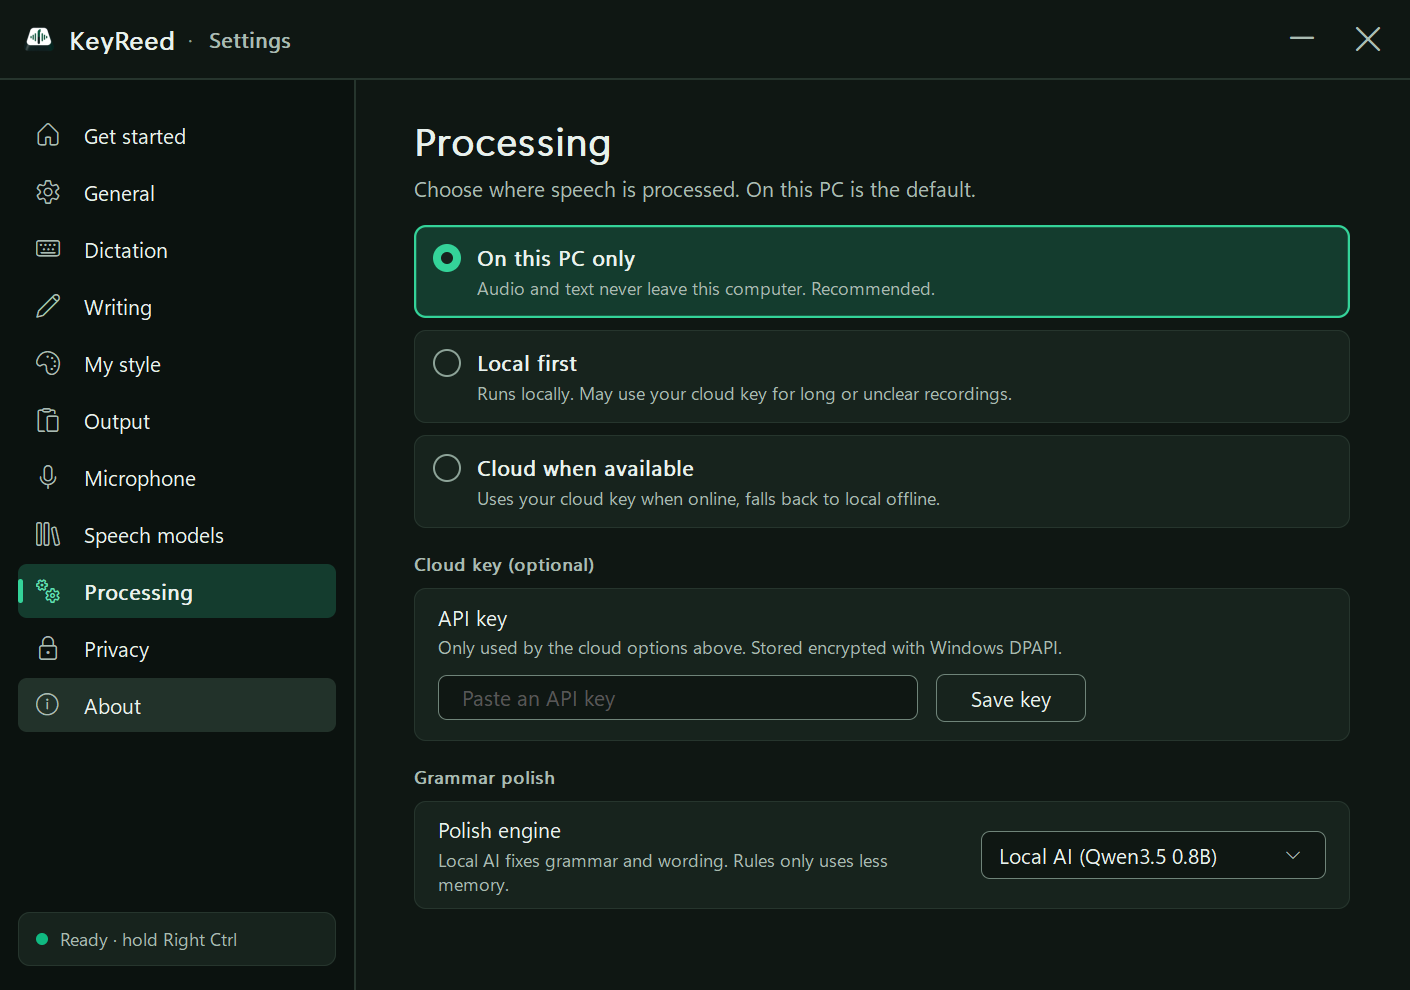 KeyReed · Settings
Get started
General
Dictation
Writing
My style
Output
Microphone
Speech models
Processing
Privacy
About
Ready · hold Right Ctrl
Processing
Choose where speech is processed. On this PC is the default.
On this PC only
Audio and text never leave this computer. Recommended.
Local first
Runs locally. May use your cloud key for long or unclear recordings.
Cloud when available
Uses your cloud key when online, falls back to local offline.
Cloud key (optional)
API key
Only used by the cloud options above. Stored encrypted with Windows DPAPI.
Paste an API key
Save key
Grammar polish
Polish engine
Local AI fixes grammar and wording. Rules only uses less
memory.
Local AI (Qwen3.5 0.8B)